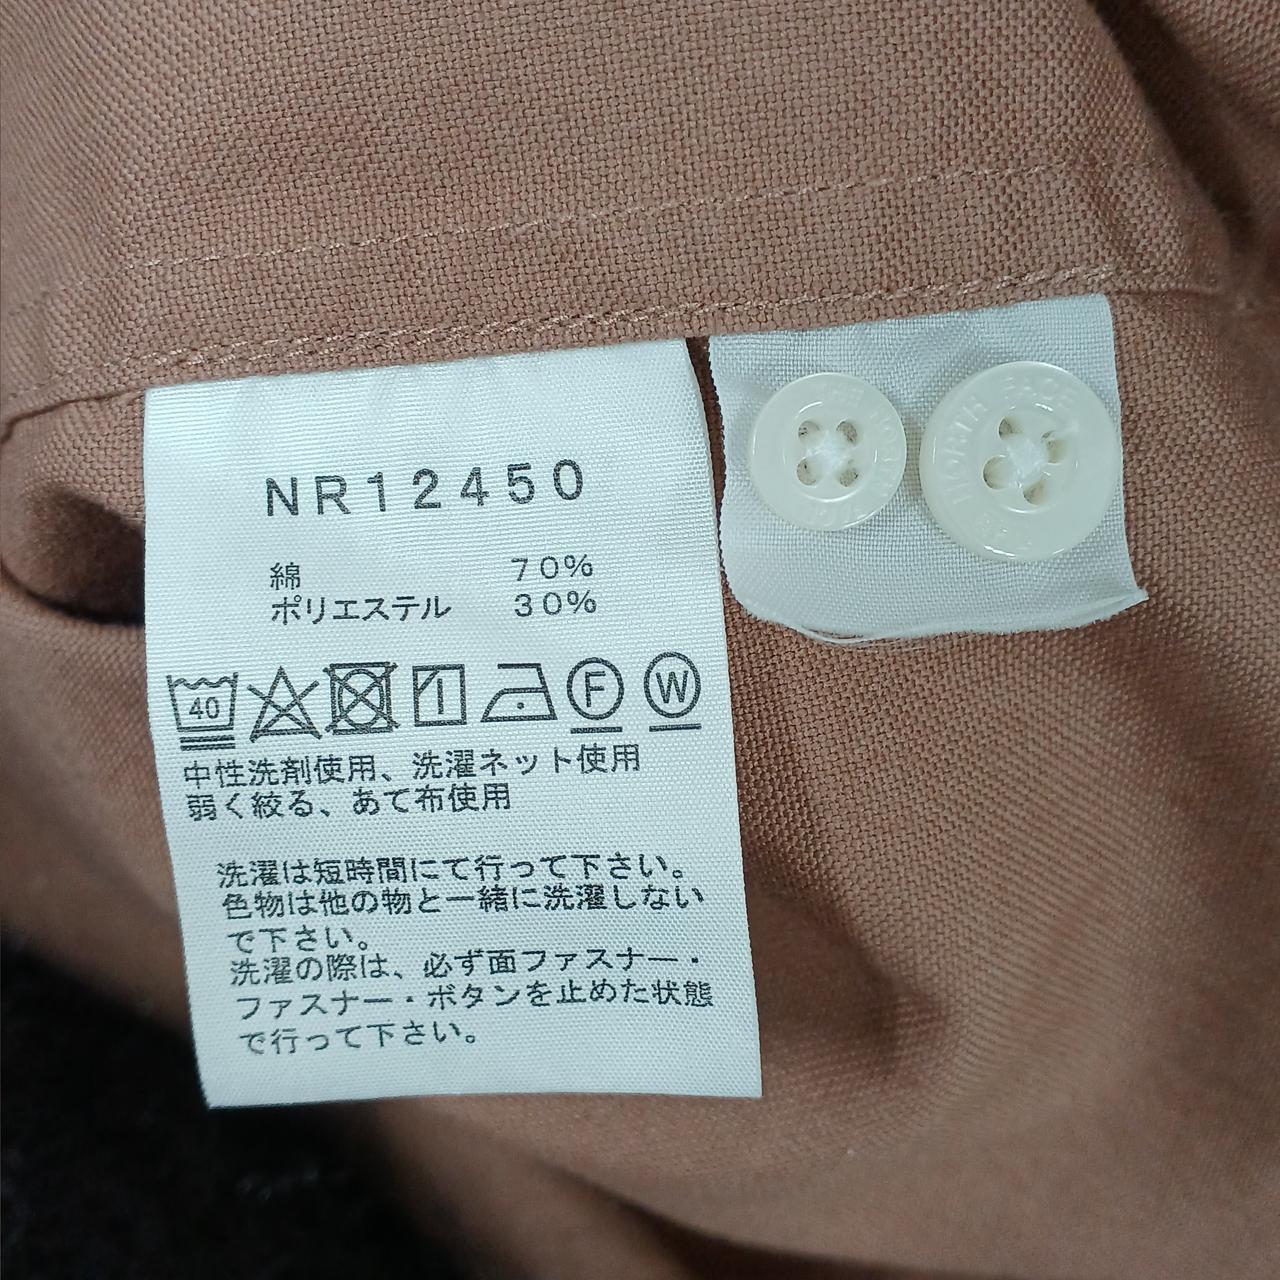 NR12450
綿 70%
ポリエステル 30%
40
F
W
中性洗剤使用、洗濯ネット使用
弱く絞る、あて布使用
洗濯は短時間にて行って下さい。
色物は他の物と一緒に洗濯しない
で下さい。
洗濯の際は、必ず面ファスナー・
ファスナー・ボタンを止めた状態
で行って下さい。
THE NORTH
NORTH FACE